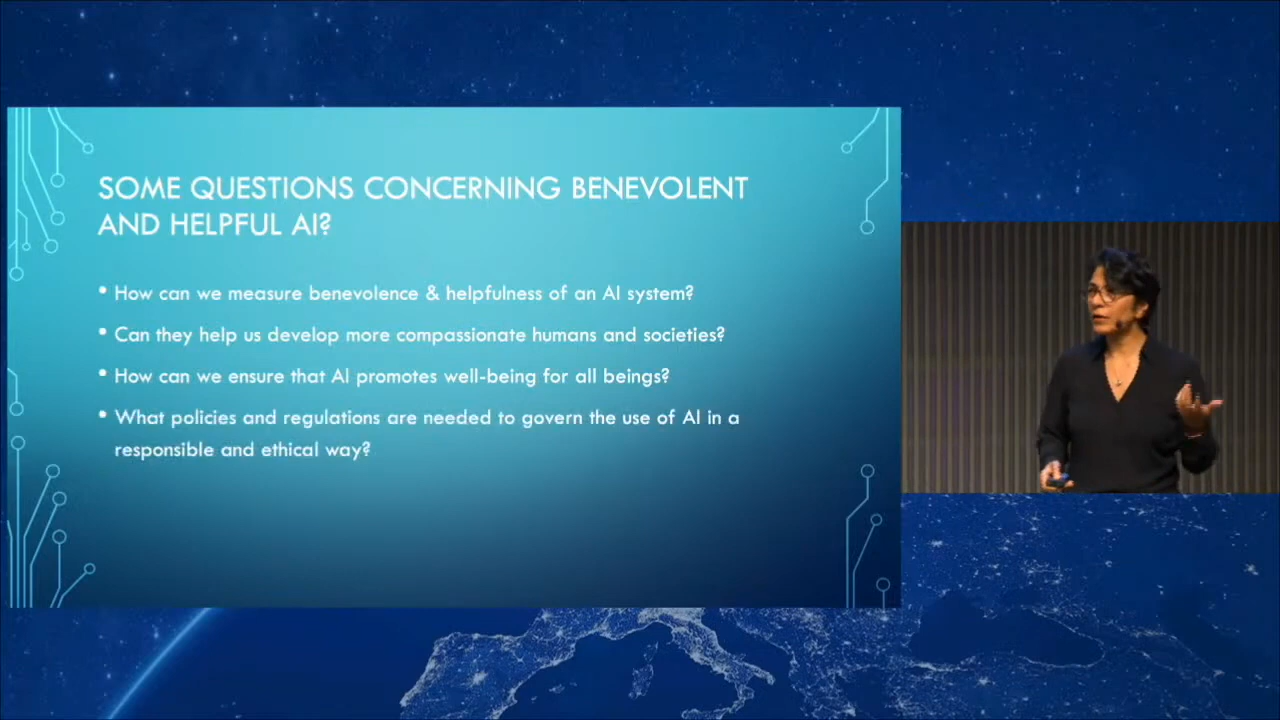 SOME QUESTIONS CONCERNING BENEVOLENT
AND HELPFUL AI?
• How can we measure benevolence & helpfulness of an AI system?
• Can they help us develop more compassionate humans and societies?
• How can we ensure that AI promotes well-being for all beings?
• What policies and regulations are needed to govern the use of AI in a
responsible and ethical way?